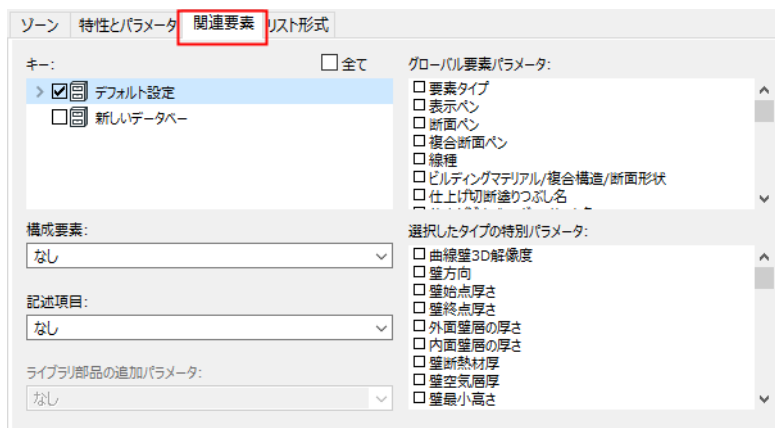 ゾーン 特性とパラメータ 関連要素 リスト形式
キー: 全て
デフォルト設定
新しいデータベー
構成要素:
なし
記述項目:
なし
ライブラリ部品の追加パラメータ:
なし
グローバル要素パラメータ:
要素タイプ
表示ペン
断面ペン
複合断面ペン
線種
ビルディングマテリアル/複合構造/断面形状
仕上げ切断塗りつぶし名
選択したタイプの特別パラメータ:
曲線壁3D解像度
壁方向
壁始点厚さ
壁終点厚さ
外面壁層の厚さ
内面壁層の厚さ
壁断熱材厚
壁空気層厚
壁最小高さ